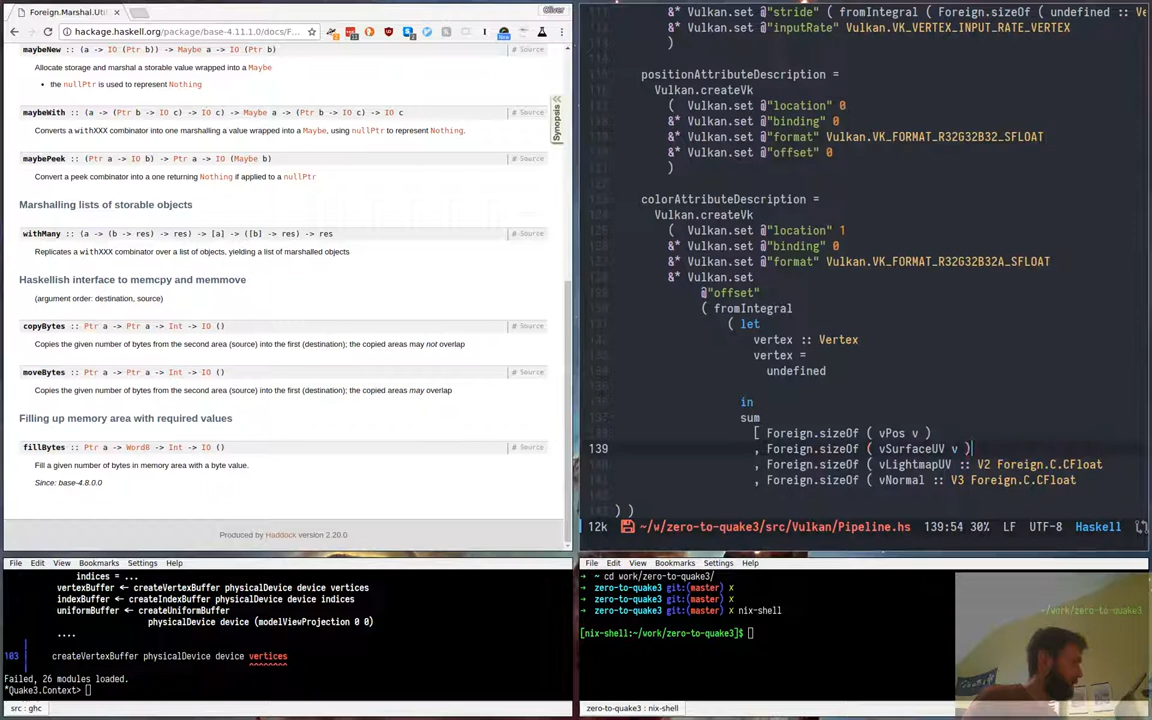 Foreign.Marshal.Uti × Oliver
hackage.haskell.org/package/base-4.11.1.0/docs/F
maybeNew :: (a -> IO (Ptr b)) -> Maybe a -> IO (Ptr b) # Source
Allocate storage and marshal a storable value wrapped into a Maybe
• the nullPtr is used to represent Nothing
maybeWith :: (a -> (Ptr b -> IO c) -> IO c) -> Maybe a -> (Ptr b -> IO c) -> IO c # Source
Converts a withXXX combinator into one marshalling a value wrapped into a Maybe, using nullPtr to represent Nothing.
maybePeek :: (Ptr a -> IO b) -> Ptr a -> IO (Maybe b) # Source
Convert a peek combinator into a one returning Nothing if applied to a nullPtr
Synopsis
Marshalling lists of storable objects
withMany :: (a -> (b -> res) -> res) -> [a] -> ([b] -> res) -> res # Source
Replicates a withXXX combinator over a list of objects, yielding a list of marshalled objects
Haskellish interface to memcpy and memmove
(argument order: destination, source)
copyBytes :: Ptr a -> Ptr a -> Int -> IO () # Source
Copies the given number of bytes from the second area (source) into the first (destination); the copied areas may not overlap
moveBytes :: Ptr a -> Ptr a -> Int -> IO () # Source
Copies the given number of bytes from the second area (source) into the first (destination); the copied areas may overlap
Filling up memory area with required values
fillBytes :: Ptr a -> Word8 -> Int -> IO () # Source
Fill a given number of bytes in memory area with a byte value.
Since: base-4.8.0.0
Produced by Haddock version 2.20.0
&* Vulkan.set @"stride" ( fromIntegral ( Foreign.sizeOf ( undefined :: Ve
&* Vulkan.set @"inputRate" Vulkan.VK_VERTEX_INPUT_RATE_VERTEX
)
positionAttributeDescription =
Vulkan.createVk
( Vulkan.set @"location" 0
&* Vulkan.set @"binding" 0
&* Vulkan.set @"format" Vulkan.VK_FORMAT_R32G32B32_SFLOAT
&* Vulkan.set @"offset" 0
)
colorAttributeDescription =
Vulkan.createVk
( Vulkan.set @"location" 1
&* Vulkan.set @"binding" 0
&* Vulkan.set @"format" Vulkan.VK_FORMAT_R32G32B32A_SFLOAT
&* Vulkan.set
@"offset"
( fromIntegral
( let
vertex :: Vertex
vertex =
undefined
in
sum
[ Foreign.sizeOf ( vPos v )
139 , Foreign.sizeOf ( vSurfaceUV v )
, Foreign.sizeOf ( vLightmapUV :: V2 Foreign.C.CFloat
, Foreign.sizeOf ( vNormal :: V3 Foreign.C.CFloat
) )
12k ~/w/zero-to-quake3/src/Vulkan/Pipeline.hs 139:54 30% LF UTF-8 Haskell
File Edit View Bookmarks Settings Help
indices = ...
vertexBuffer ← createVertexBuffer physicalDevice device vertices
indexBuffer ← createIndexBuffer physicalDevice device indices
uniformBuffer ← createUniformBuffer
physicalDevice device (modelViewProjection 0 0)
....
103 createVertexBuffer physicalDevice device vertices
^^^^^^^^
Failed, 26 modules loaded.
*Quake3.Context>
src : ghc
File Edit View Bookmarks Settings Help
→ ~ cd work/zero-to-quake3/
→ zero-to-quake3 git:(master) ✗
→ zero-to-quake3 git:(master) ✗
→ zero-to-quake3 git:(master) ✗ nix-shell
~/work/zero-to-quake3
[nix-shell:~/work/zero-to-quake3]$
zero-to-quake3 : nix-shell